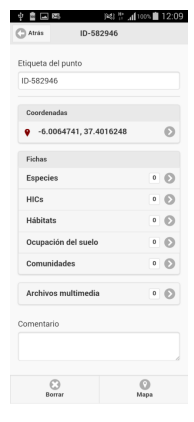 100% 12:09
Atrás ID-582946
Etiqueta del punto
ID-582946
Coordenadas
-6.0064741, 37.4016248
Fichas
Especies 0
HICs 0
Hábitats 0
Ocupación del suelo 0
Comunidades 0
Archivos multimedia 0
Comentario
Borrar Mapa